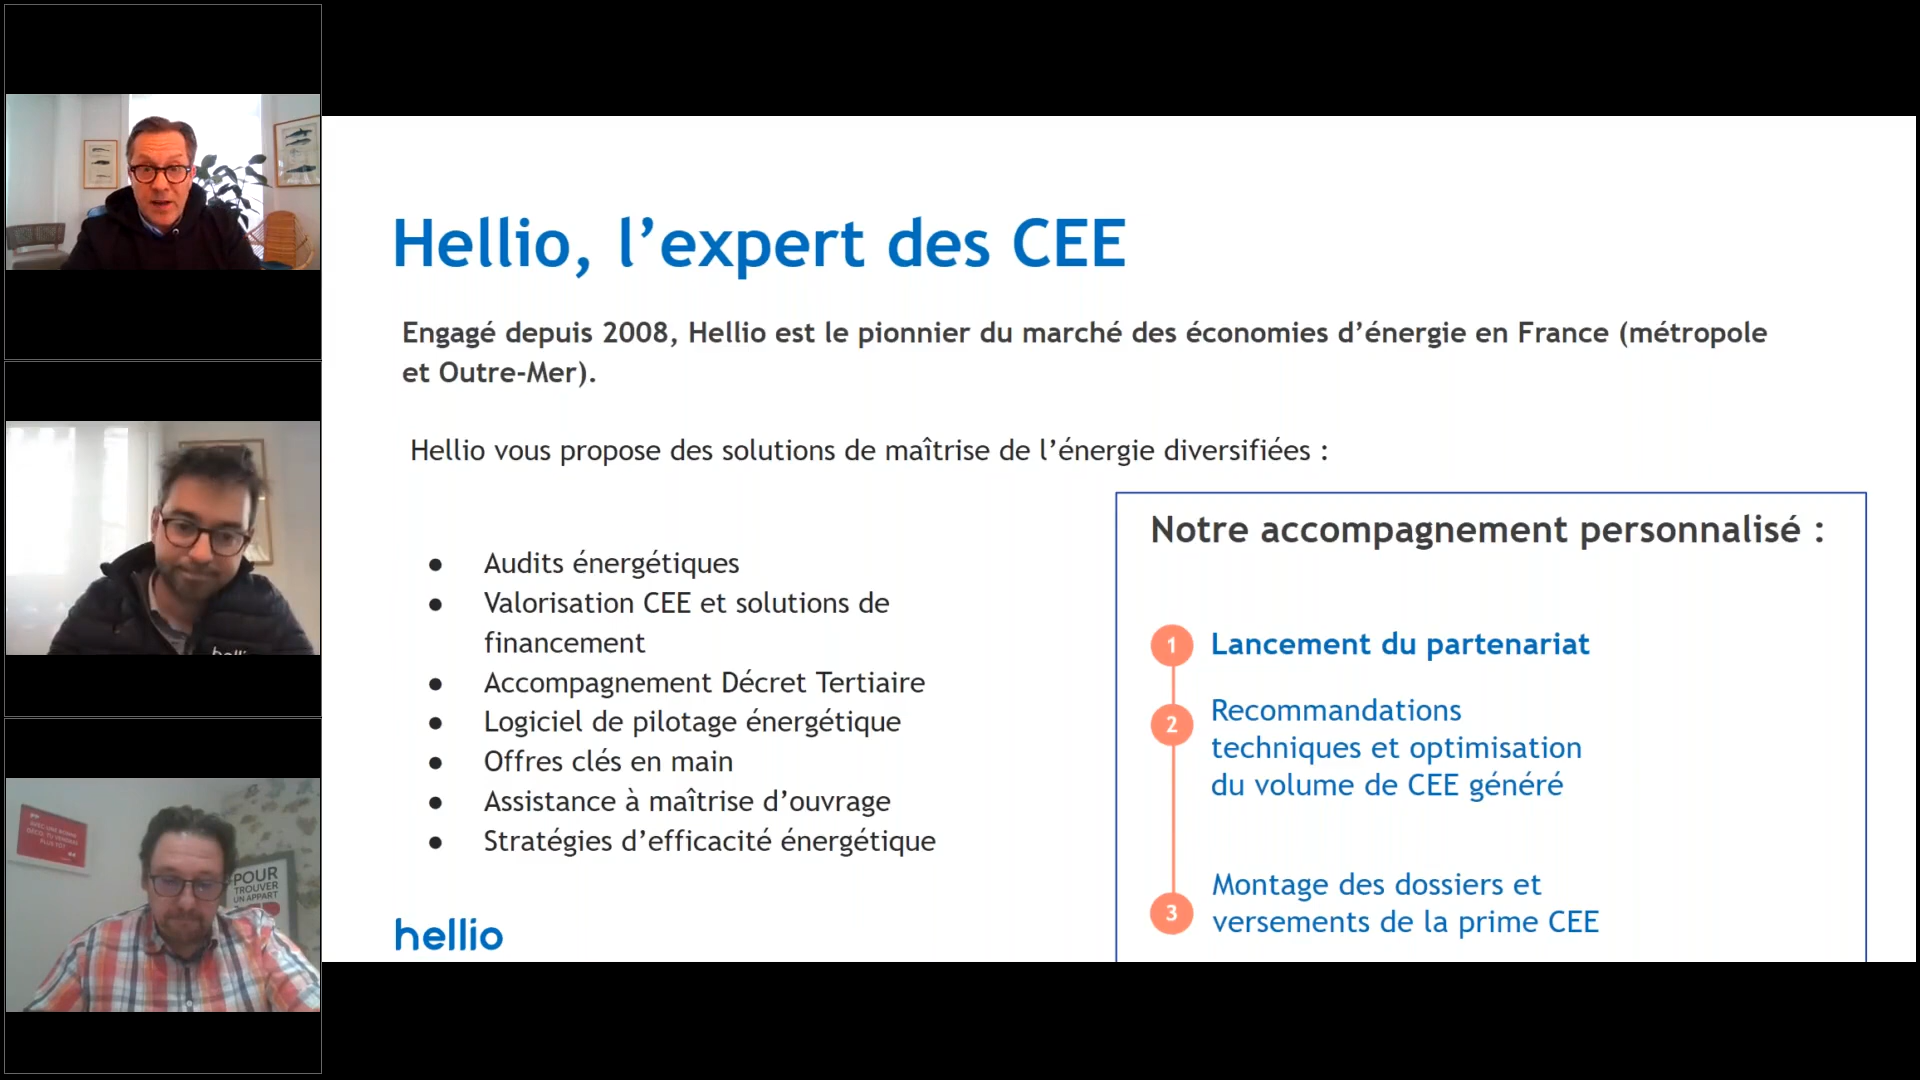 Hellio, l’expert des CEE
Engagé depuis 2008, Hellio est le pionnier du marché des économies d’énergie en France (métropole
et Outre-Mer).
Hellio vous propose des solutions de maîtrise de l’énergie diversifiées :
● Audits énergétiques
● Valorisation CEE et solutions de
financement
● Accompagnement Décret Tertiaire
● Logiciel de pilotage énergétique
● Offres clés en main
● Assistance à maîtrise d’ouvrage
● Stratégies d’efficacité énergétique
hellio
Notre accompagnement personnalisé :
1 Lancement du partenariat
2 Recommandations
techniques et optimisation
du volume de CEE généré
3 Montage des dossiers et
versements de la prime CEE
POUR
TROUVER
UN APPART